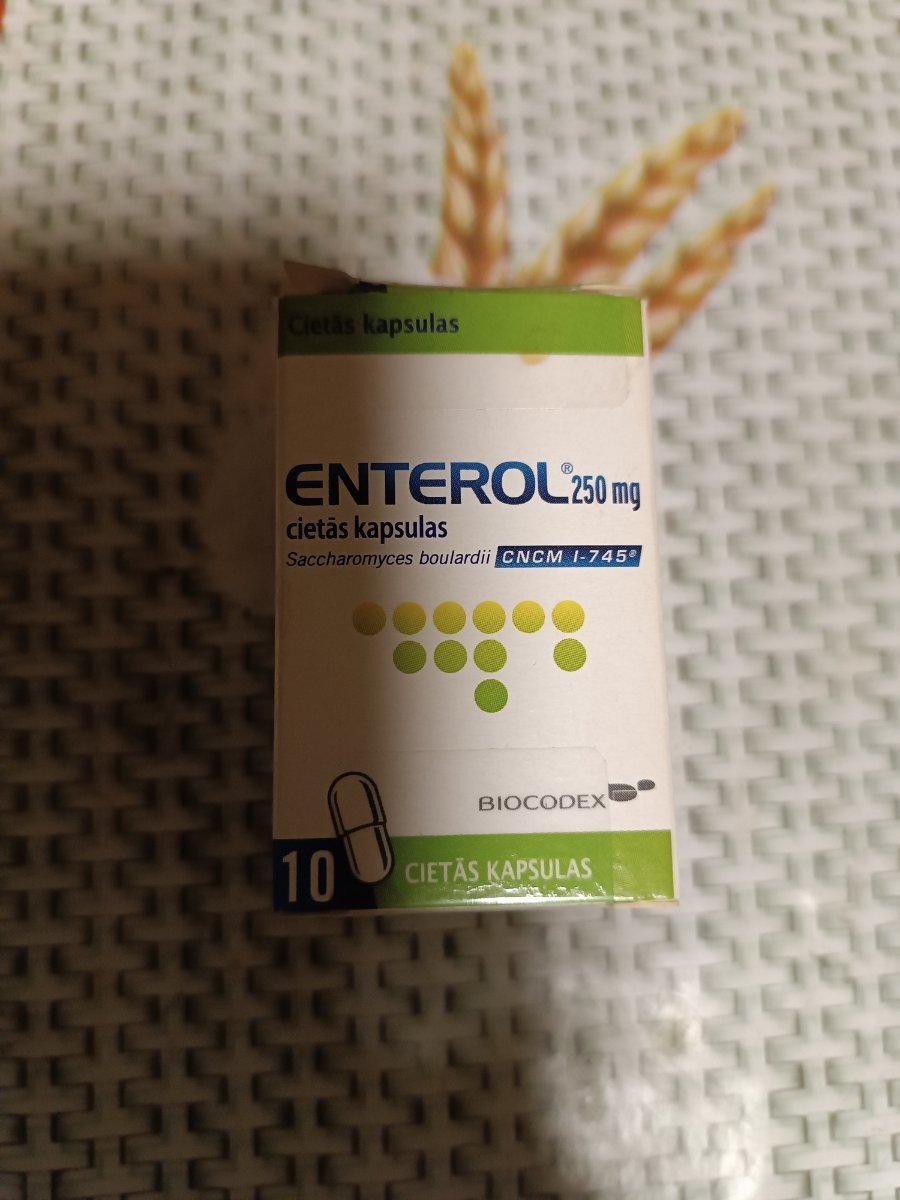 Cietās kapsulas
ENTEROL® 250 mg
cietās kapsulas
Saccharomyces boulardii CNCM I-745®
BIOCODEX
10 CIETĀS KAPSULAS